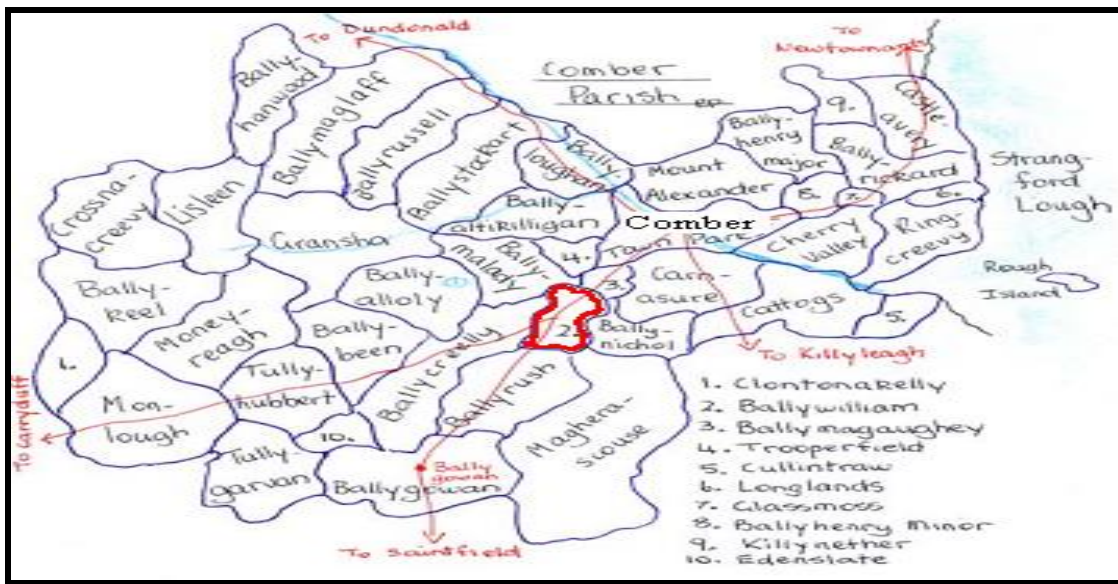 To Dundonald
To
Newtownards
Comber
Parish
Bally-
hanwood
Ballymaglaff
Ballyrussell
Ballystockart
Bally-
loughan
Bally-
henry
major
9.
Castle-
avery
Bally-
rickard
Mount
Alexander
8.
7.
6.
Strang-
ford
Lough
Crossna-
creevy
Lisleen
Gransha
Bally-
altikilligan
Comber
Town Park
Cherry
Valley
Ring-
creevy
Rough
Island
Bally-
malady
4.
3.
Carn-
asure
Cattogs
5.
Bally-
alloly
Bally-
keel
Money-
reagh
Bally-
been
Ballycreelly
2.
Bally-
nichol
To Killyleagh
1.
Mon-
lough
Tully-
hubbert
10.
Ballyrush
Maghera-
scouse
To Carryduff
Tully-
garvan
Bally
gowan
Ballygowan
To Saintfield
1. Clontonakelly
2. Ballywilliam
3. Ballymagaughey
4. Trooperfield
5. Cullintraw
6. Longlands
7. Glassmoss
8. Ballyhenry Minor
9. Killynether
10. Edenslate